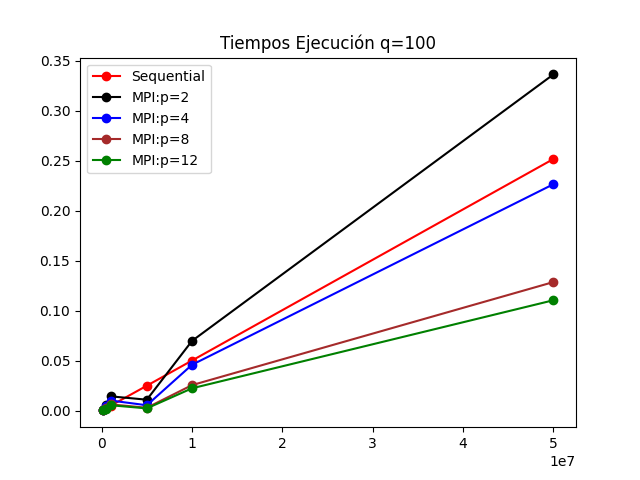 Tiempos Ejecución q=100
Sequential
MPI:p=2
MPI:p=4
MPI:p=8
MPI:p=12
0.35
0.30
0.25
0.20
0.15
0.10
0.05
0.00
0 1 2 3 4 5
1e7